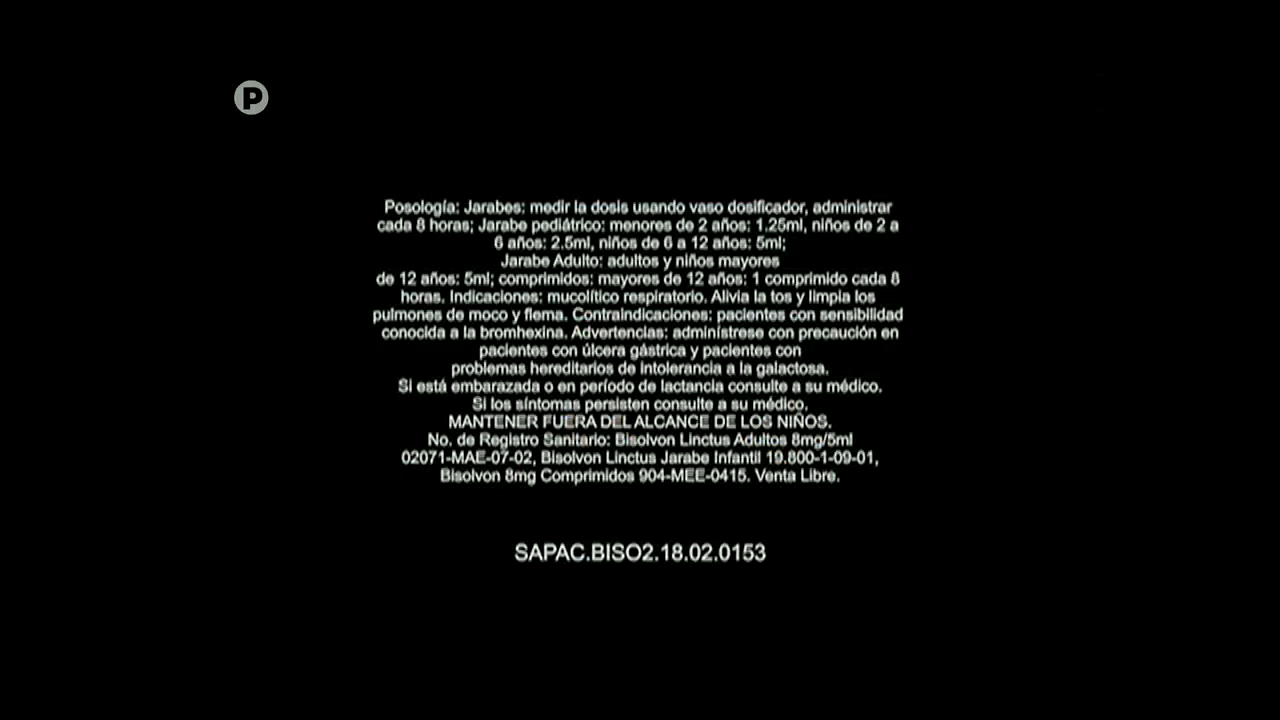 P
Posología: Jarabes: medir la dosis usando vaso dosificador, administrar
cada 8 horas; Jarabe pediátrico: menores de 2 años: 1.25ml, niños de 2 a
6 años: 2.5ml, niños de 6 a 12 años: 5ml;
Jarabe Adulto: adultos y niños mayores
de 12 años: 5ml; comprimidos: mayores de 12 años: 1 comprimido cada 8
horas. Indicaciones: mucolítico respiratorio. Alivia la tos y limpia los
pulmones de moco y flema. Contraindicaciones: pacientes con sensibilidad
conocida a la bromhexina. Advertencias: adminístrese con precaución en
pacientes con úlcera gástrica y pacientes con
problemas hereditarios de intolerancia a la galactosa.
Si está embarazada o en período de lactancia consulte a su médico.
Si los síntomas persisten consulte a su médico.
MANTENER FUERA DEL ALCANCE DE LOS NIÑOS.
No. de Registro Sanitario: Bisolvon Linctus Adultos 8mg/5ml
02071-MAE-07-02, Bisolvon Linctus Jarabe Infantil 19.800-1-09-01,
Bisolvon 8mg Comprimidos 904-MEE-0415. Venta Libre.
SAPAC.BISO2.18.02.0153